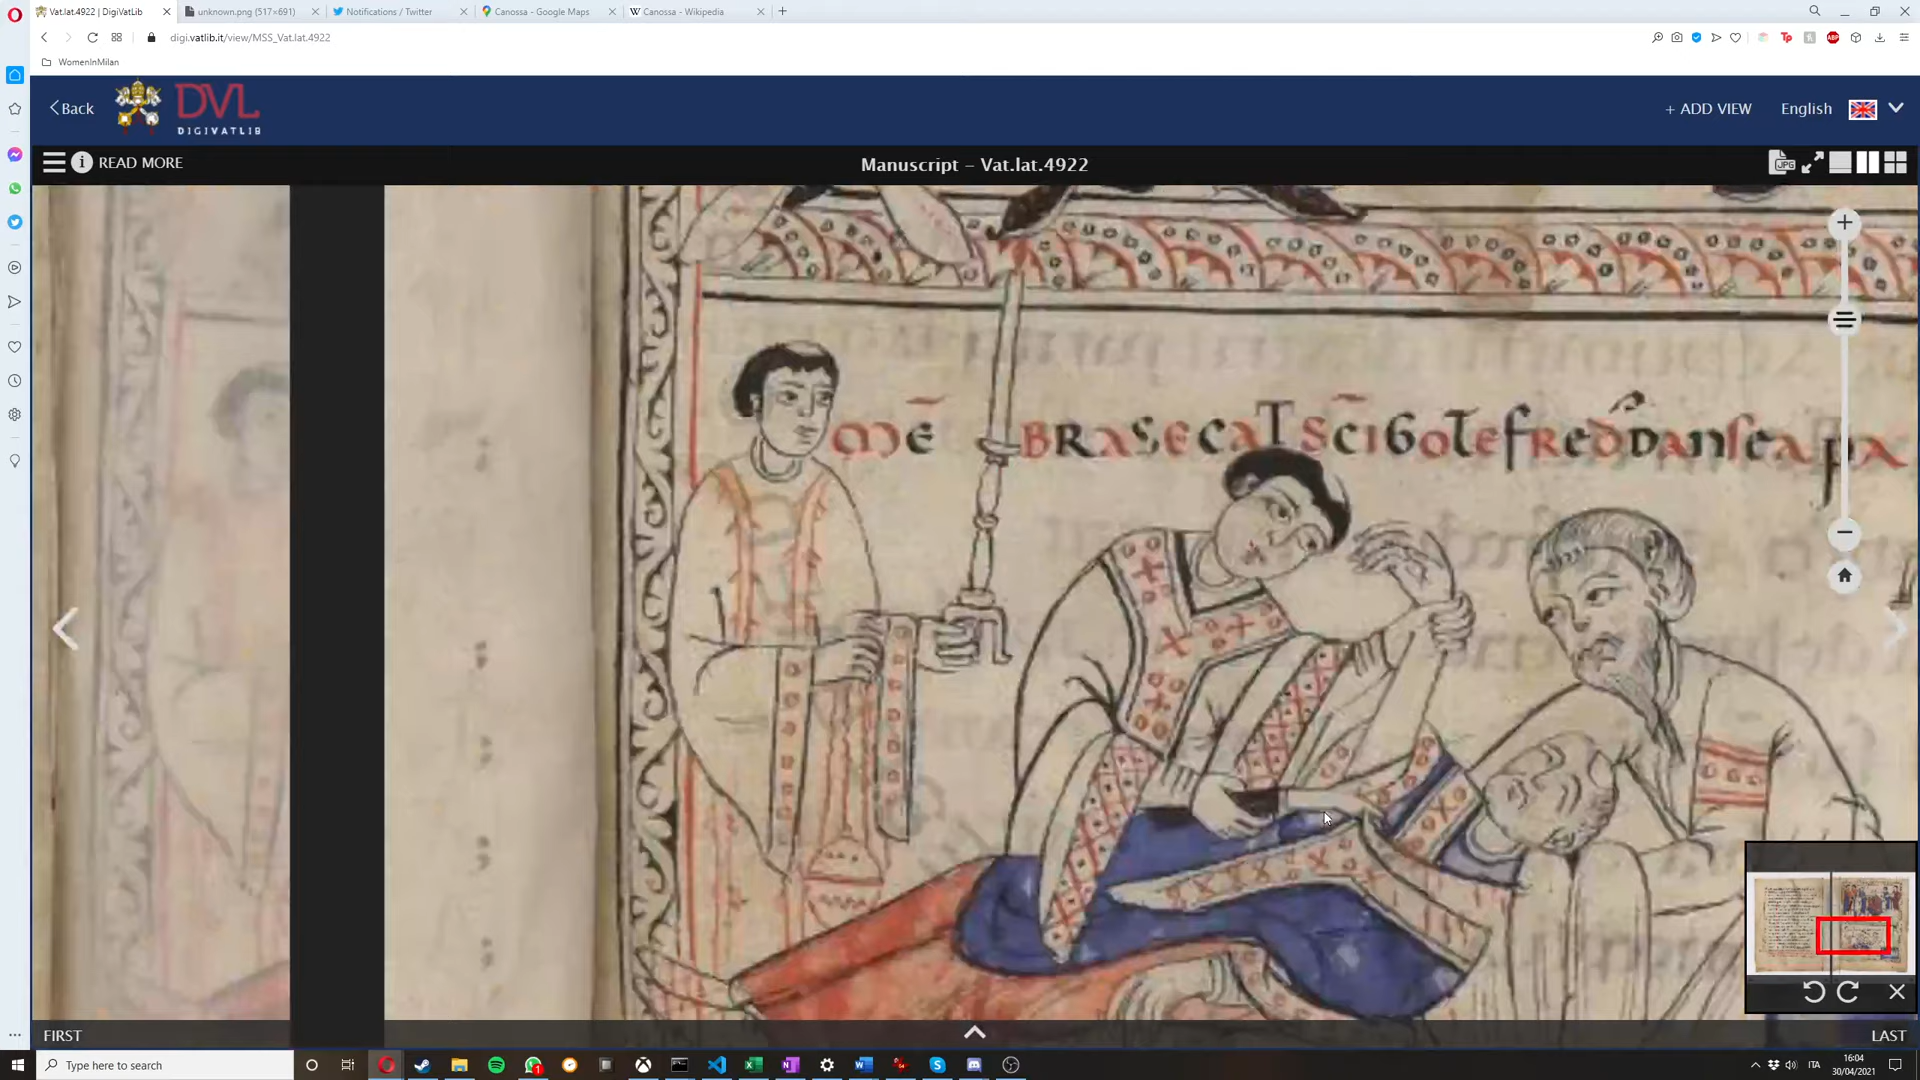 Vat.lat.4922 | DigiVatLib
unknown.png (517×691)
Notifications / Twitter
Canossa - Google Maps
Canossa - Wikipedia
digi.vatlib.it/view/MSS_Vat.lat.4922
WomenInMilan
Back
DVL
DIGIVATLIB
+ ADD VIEW
English
READ MORE
Manuscript – Vat.lat.4922
JPG
FIRST
LAST
Type here to search
ITA
16:04
30/04/2021